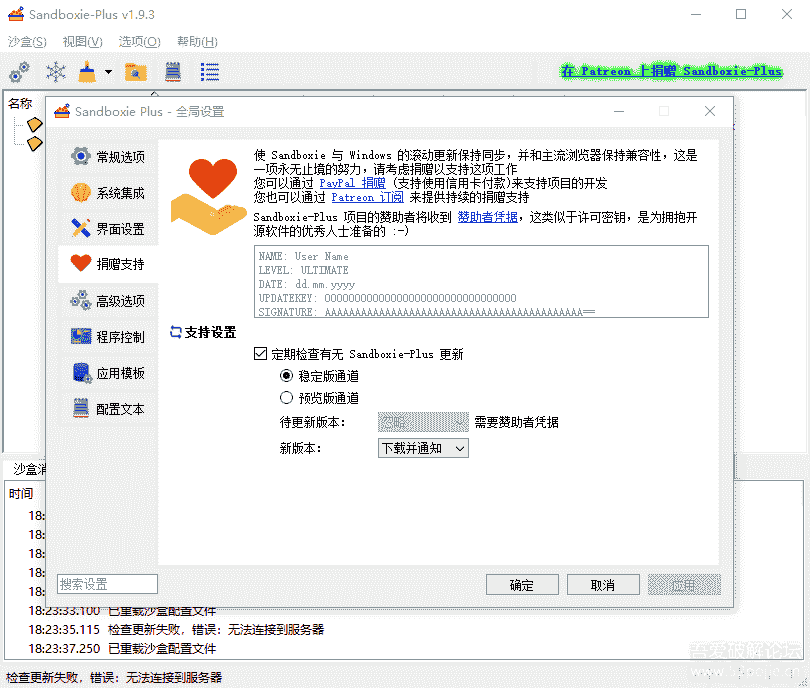 Sandboxie-Plus v1.9.3
沙盒(S) 视图(V) 选项(O) 帮助(H)
在 Patreon 上捐赠 Sandboxie-Plus
名称
Sandboxie Plus - 全局设置
常规选项
系统集成
界面设置
捐赠支持
高级选项
程序控制
应用模板
配置文本
使 Sandboxie 与 Windows 的滚动更新保持同步，并和主流浏览器保持兼容性，这是
一项永无止境的努力，请考虑捐赠以支持这项工作
您可以通过 PayPal 捐赠 (支持使用信用卡付款)来支持项目的开发
您也可以通过 Patreon 订阅 来提供持续的捐赠支持
Sandboxie-Plus 项目的赞助者将收到 赞助者凭据，这类似于许可密钥，是为拥抱开
源软件的优秀人士准备的 :-)
NAME: User Name
LEVEL: ULTIMATE
DATE: dd.mm.yyyy
UPDATEKEY: 00000000000000000000000000000000
SIGNATURE: AAAAAAAAAAAAAAAAAAAAAAAAAAAAAAAAAAAAAAAAAAA==
支持设置
定期检查有无 Sandboxie-Plus 更新
稳定版通道
预览版通道
待更新版本： 忽略 需要赞助者凭据
新版本： 下载并通知
搜索设置
确定 取消 应用
沙盒消
时间
18:
18:
18:
18:
18:
18:23:33.100 已重载沙盒配置文件
18:23:35.115 检查更新失败，错误：无法连接到服务器
18:23:37.250 已重载沙盒配置文件
检查更新失败，错误：无法连接到服务器
吾爱破解论坛